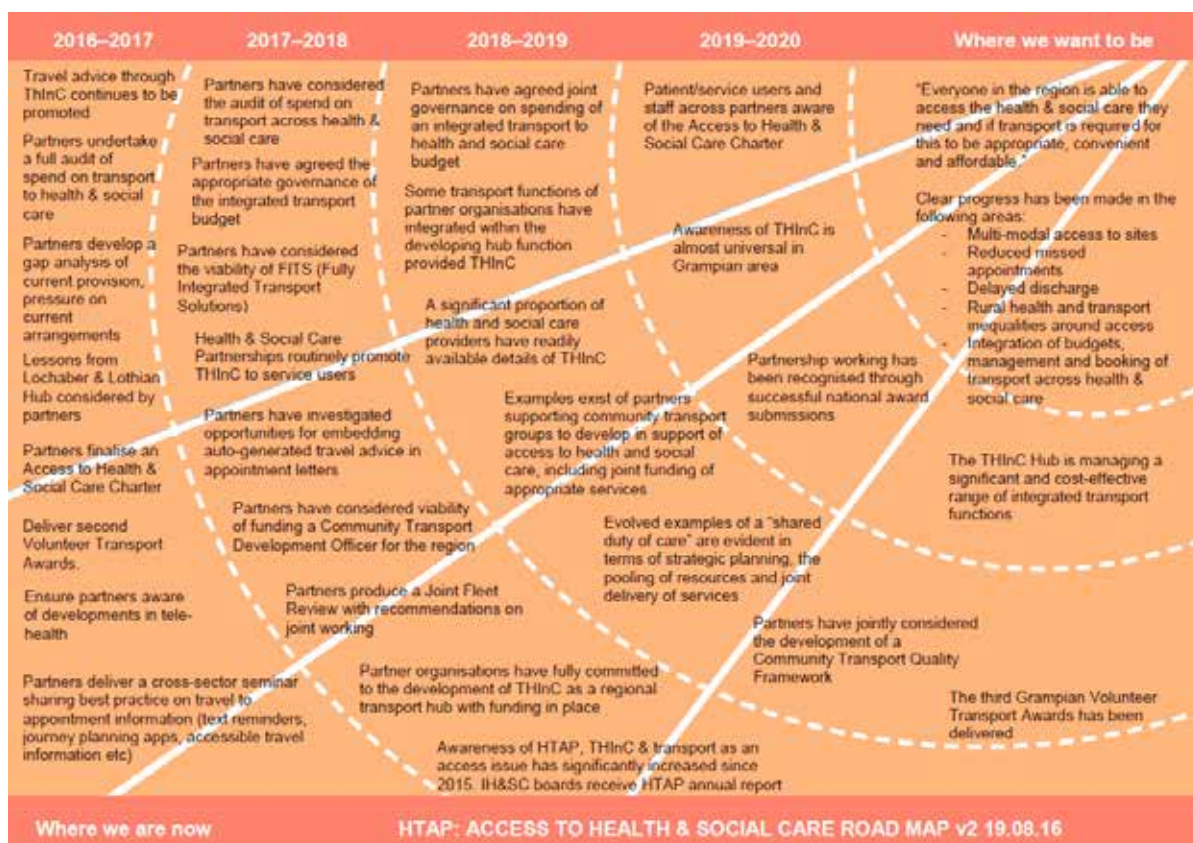 2016–2017
2017–2018
2018–2019
2019–2020
Where we want to be
Travel advice through
ThInC continues to be
promoted
Partners undertake
a full audit of
spend on transport
to health & social
care
Partners develop a
gap analysis of
current provision,
pressure on
current
arrangements
Lessons from
Lochaber & Lothian
Hub considered by
partners
Partners finalise an
Access to Health &
Social Care Charter
Deliver second
Volunteer Transport
Awards.
Ensure partners aware
of developments in tele-
health
Partners deliver a cross-sector seminar
sharing best practice on travel to
appointment information (text reminders,
journey planning apps, accessible travel
information etc)
Partners have considered
the audit of spend on
transport across health &
social care
Partners have agreed the
appropriate governance of
the integrated transport
budget
Partners have considered
the viability of FITS (Fully
Integrated Transport
Solutions)
Health & Social Care
Partnerships routinely promote
THInC to service users
Partners have investigated
opportunities for embedding
auto-generated travel advice in
appointment letters
Partners have considered viability
of funding a Community Transport
Development Officer for the region
Partners produce a Joint Fleet
Review with recommendations on
joint working
Partners have agreed joint
governance on spending of
an integrated transport to
health and social care
budget
Some transport functions of
partner organisations have
integrated within the
developing hub function
provided THInC
A significant proportion of
health and social care
providers have readily
available details of THInC
Examples exist of partners
supporting community transport
groups to develop in support of
access to health and social
care, including joint funding of
appropriate services
Evolved examples of a “shared
duty of care” are evident in
terms of strategic planning, the
pooling of resources and joint
delivery of services
Partner organisations have fully committed
to the development of THInC as a regional
transport hub with funding in place
Awareness of HTAP, THInC & transport as an
access issue has significantly increased since
2015. IH&SC boards receive HTAP annual report
Patient/service users and
staff across partners aware
of the Access to Health &
Social Care Charter
Awareness of THInC is
almost universal in
Grampian area
Partnership working has
been recognised through
successful national award
submissions
Partners have jointly considered
the development of a
Community Transport Quality
Framework
“Everyone in the region is able to
access the health & social care they
need and if transport is required for
this to be appropriate, convenient
and affordable.”
Clear progress has been made in the
following areas:
- Multi-modal access to sites
- Reduced missed
appointments
- Delayed discharge
- Rural health and transport
inequalities around access
- Integration of budgets,
management and booking of
transport across health &
social care
The THInC Hub is managing a
significant and cost-effective
range of integrated transport
functions
The third Grampian Volunteer
Transport Awards has been
delivered
Where we are now
HTAP: ACCESS TO HEALTH & SOCIAL CARE ROAD MAP v2 19.08.16